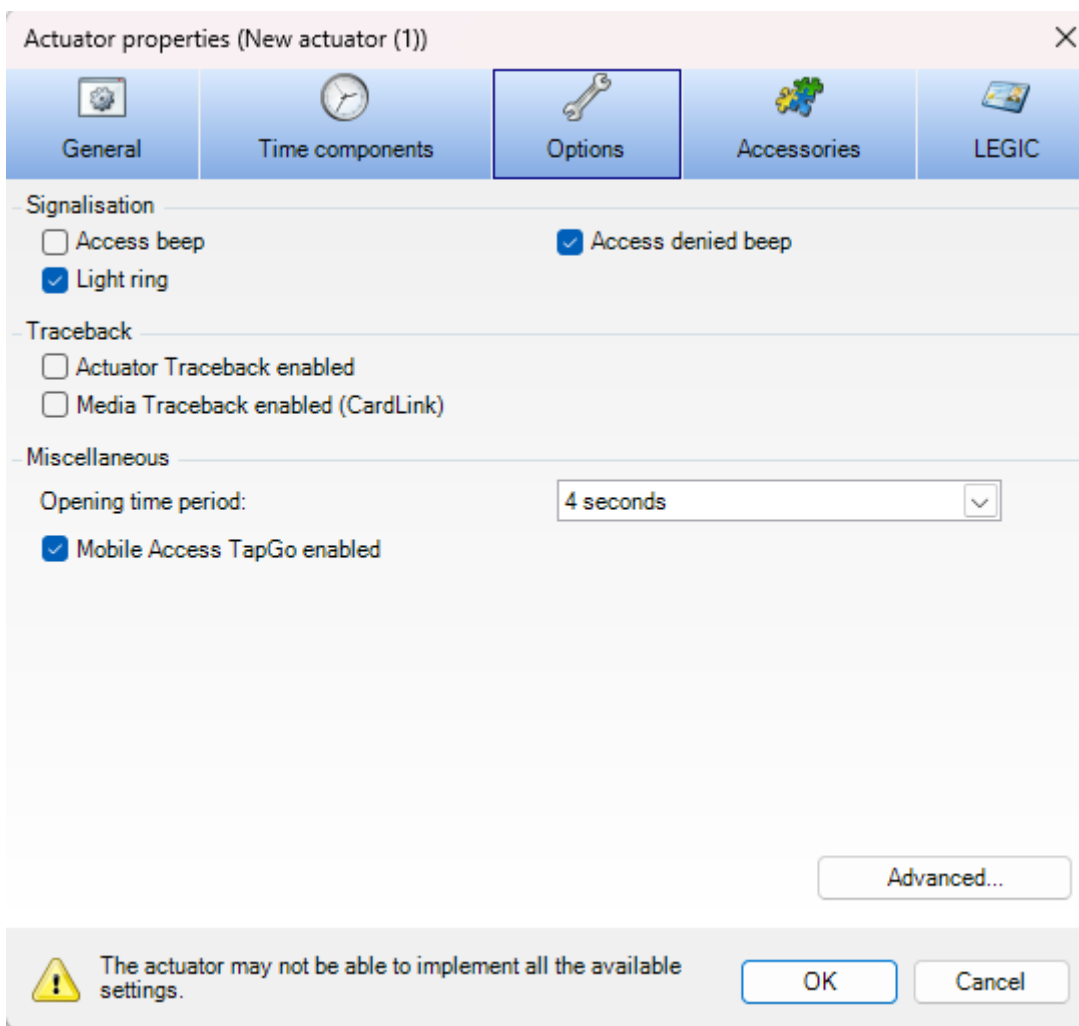 Actuator properties (New actuator (1))
General
Time components
Options
Accessories
LEGIC
Signalisation
Access beep
Access denied beep
Light ring
Traceback
Actuator Traceback enabled
Media Traceback enabled (CardLink)
Miscellaneous
Opening time period:
4 seconds
Mobile Access TapGo enabled
Advanced...
The actuator may not be able to implement all the available
settings.
OK
Cancel